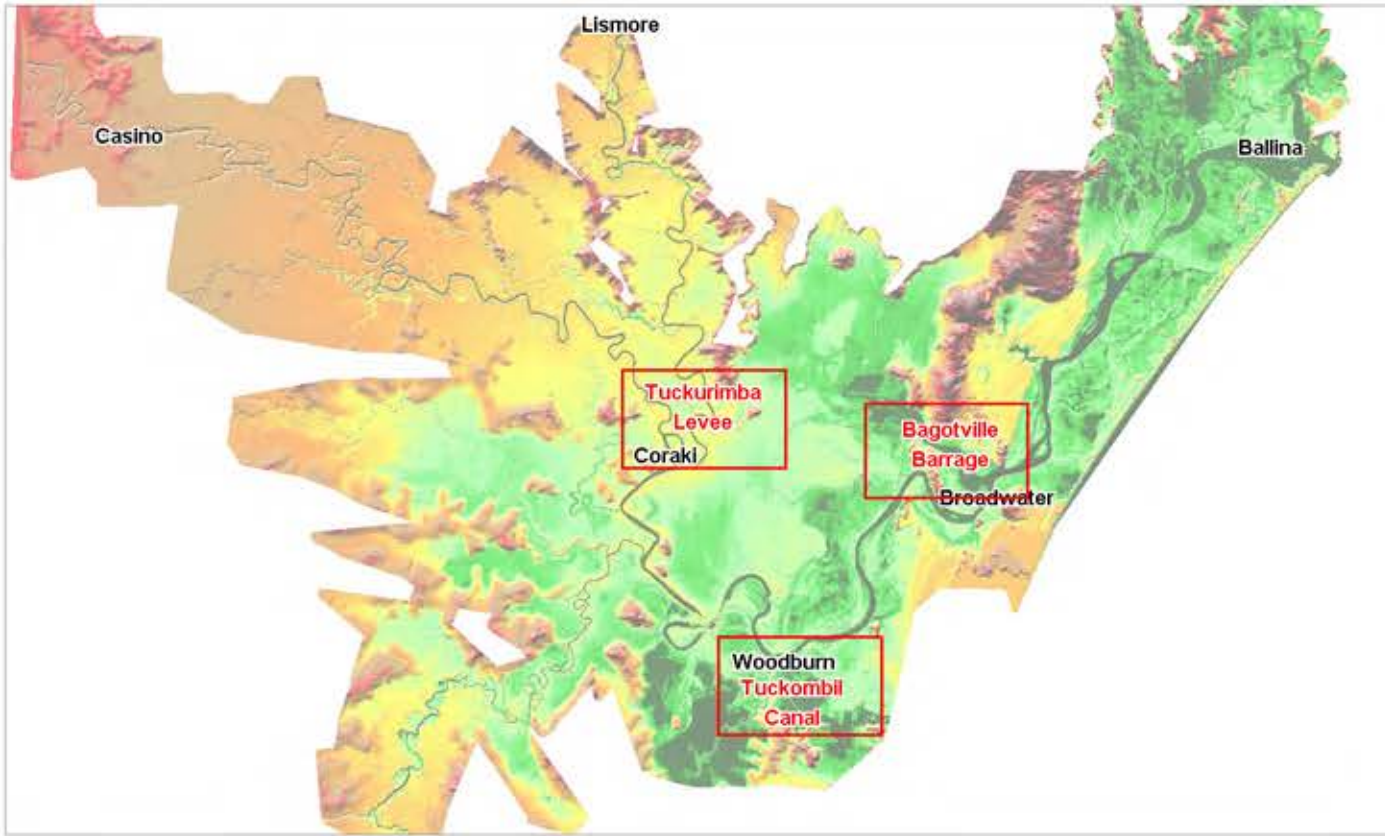 Lismore
Casino
Ballina
Tuckurimba
Levee
Coraki
Bagotville
Barrage
Broadwater
Woodburn
Tuckombil
Canal